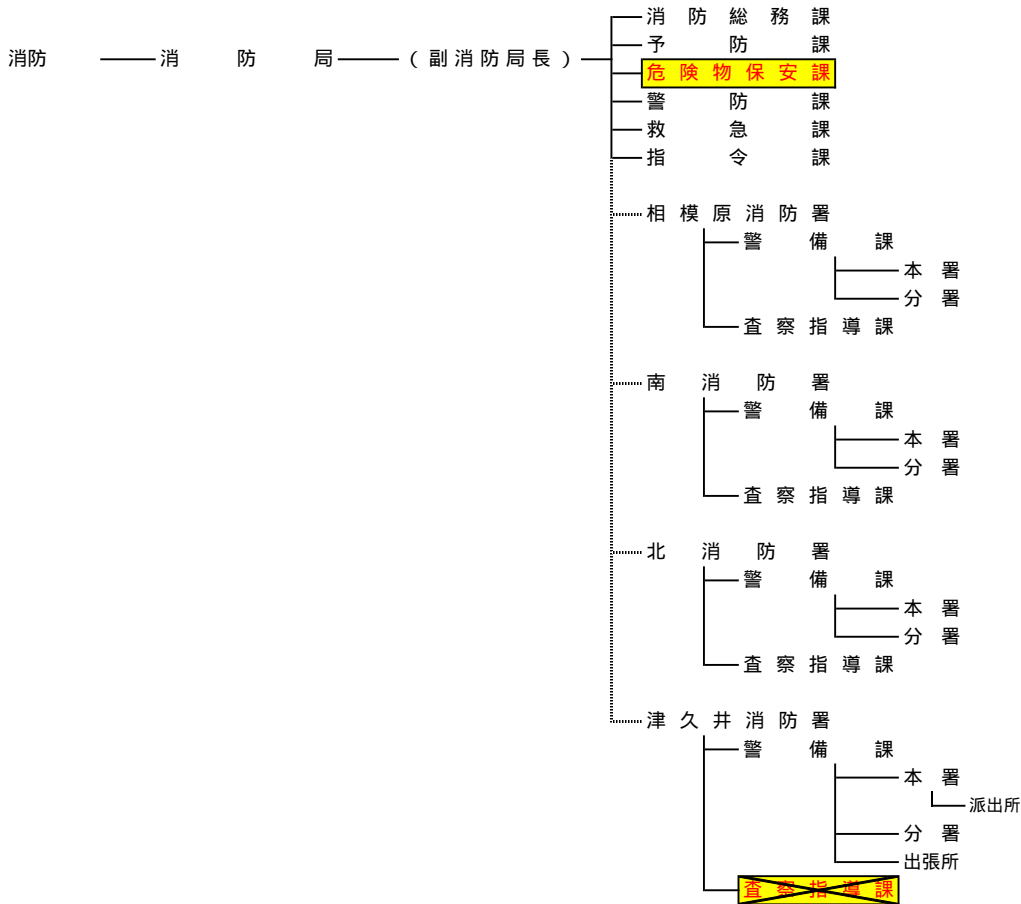 消防総務課
予防課
消防 消防局 (副消防局長)
危険物保安課
警防課
救急課
指令課
相模原消防署
警備課
本署
分署
査察指導課
南消防署
警備課
本署
分署
査察指導課
北消防署
警備課
本署
分署
査察指導課
津久井消防署
警備課
本署
派出所
分署
出張所
査察指導課